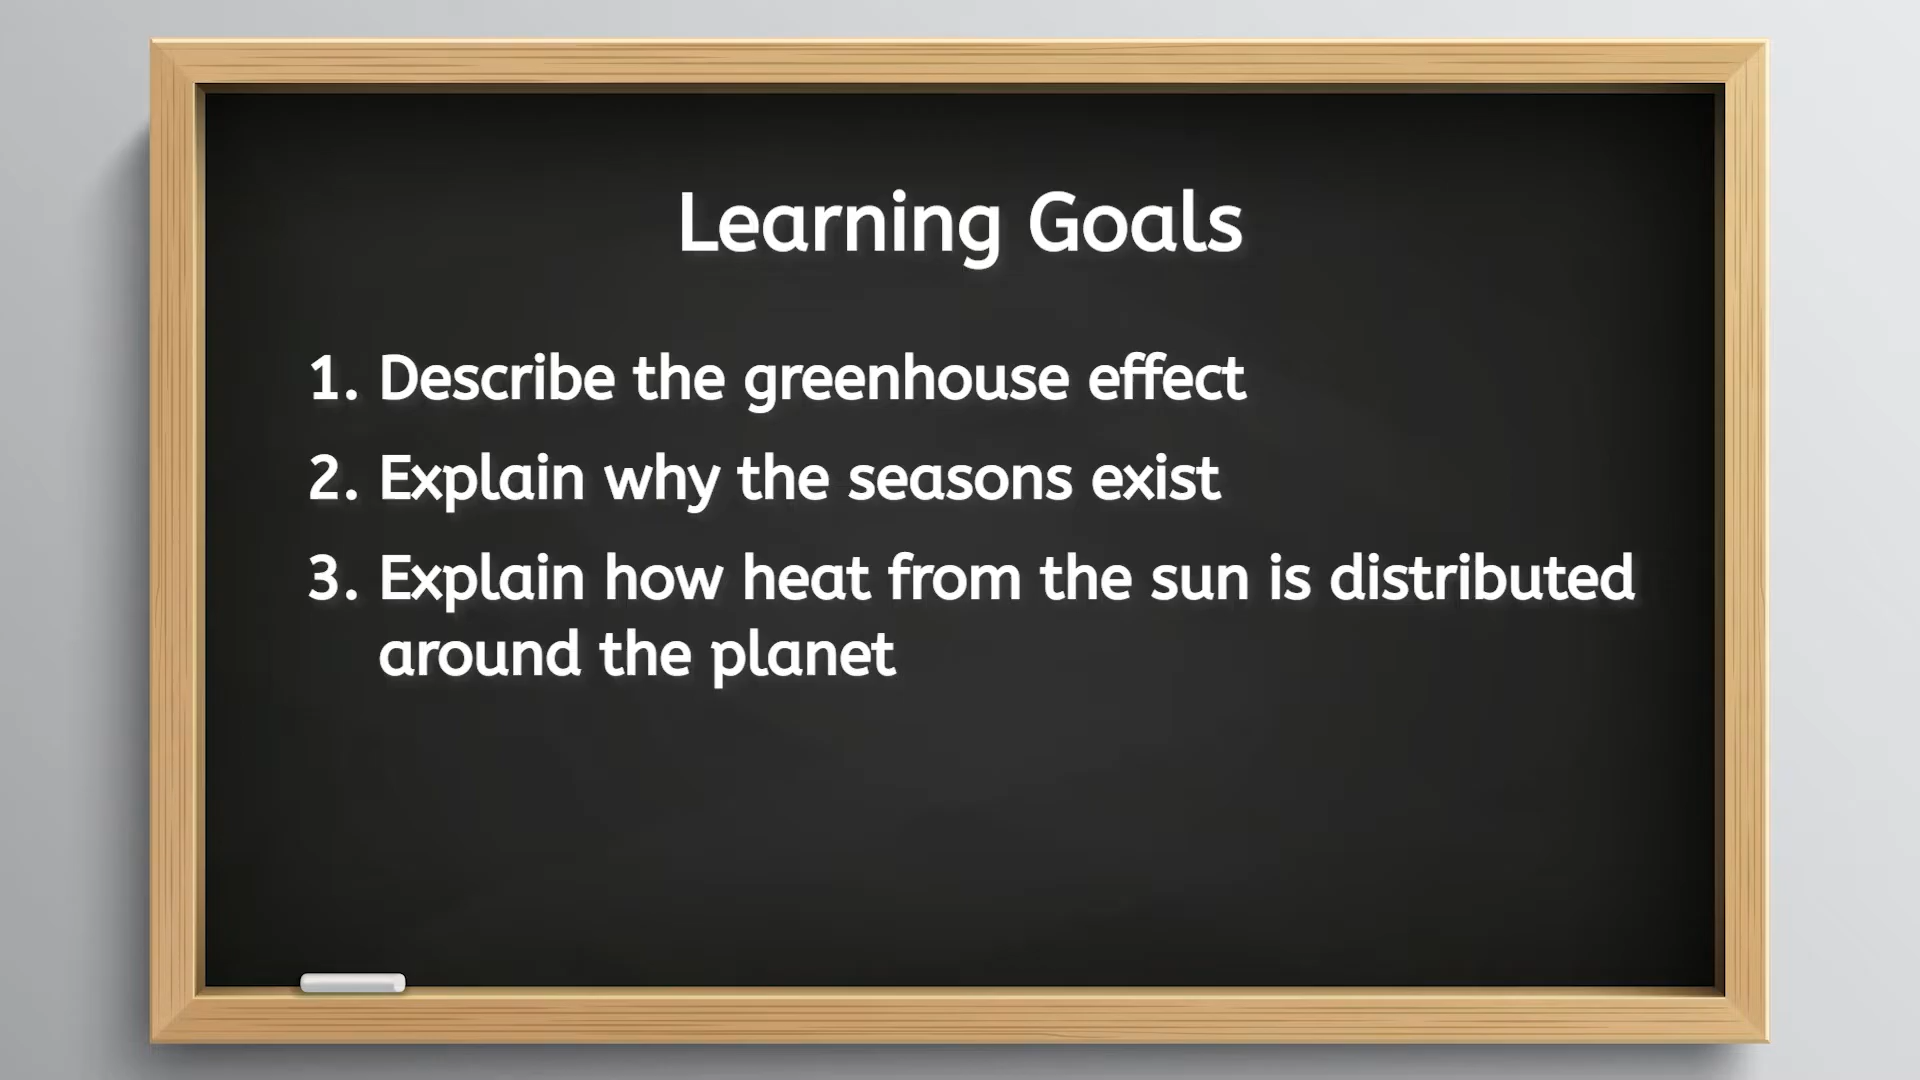 Learning Goals
1. Describe the greenhouse effect
2. Explain why the seasons exist
3. Explain how heat from the sun is distributed
around the planet